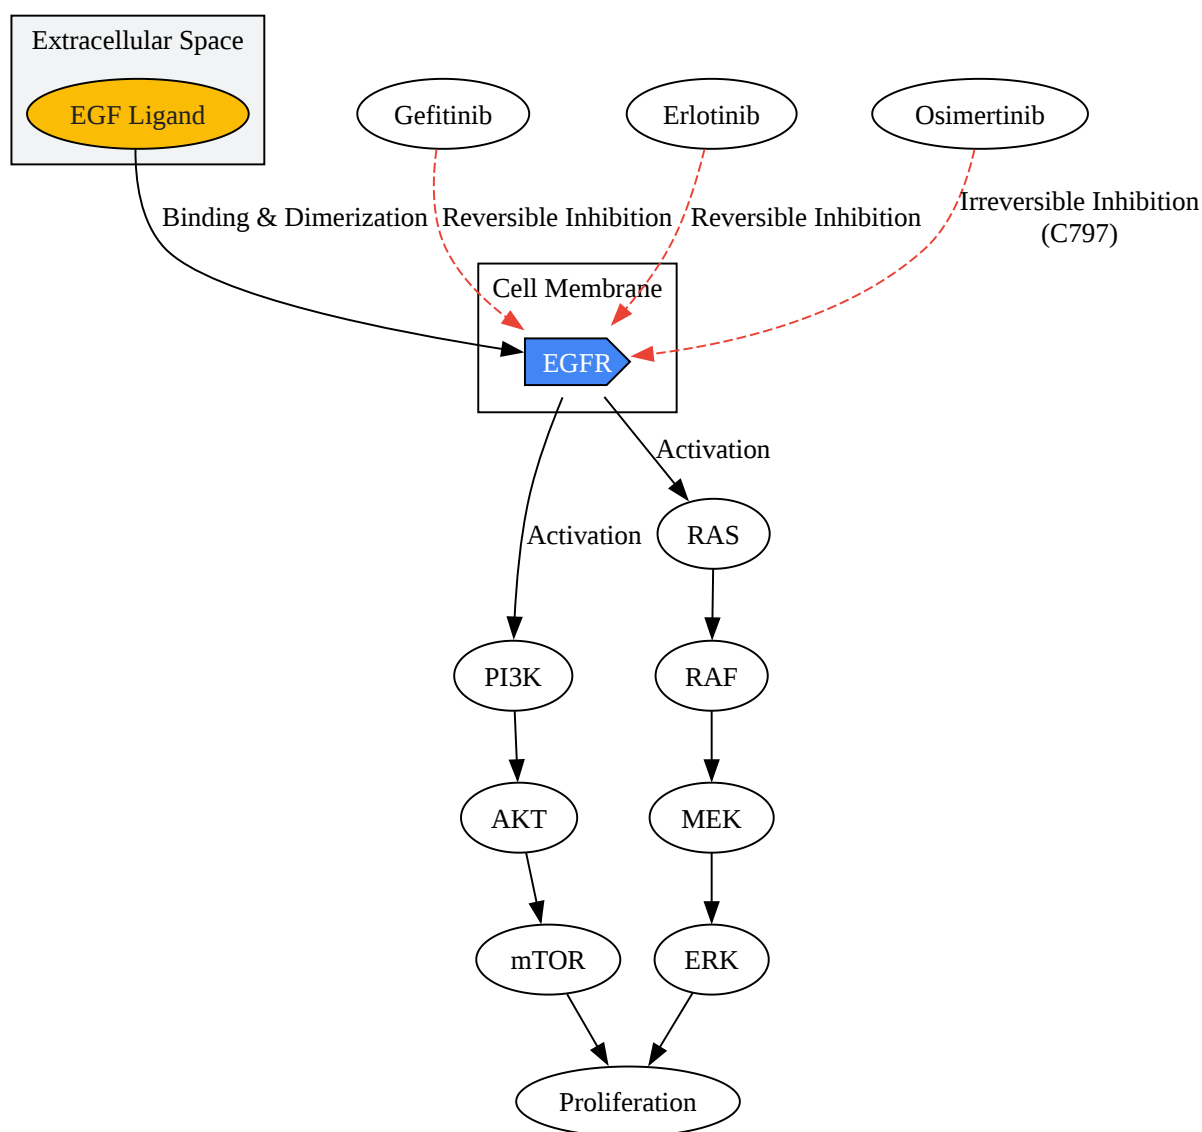 Extracellular Space
EGF Ligand
Gefitinib
Erlotinib
Osimertinib
Binding & Dimerization
Reversible Inhibition
Reversible Inhibition
Irreversible Inhibition
(C797)
Cell Membrane
EGFR
Activation
Activation
RAS
PI3K
RAF
AKT
MEK
mTOR
ERK
Proliferation